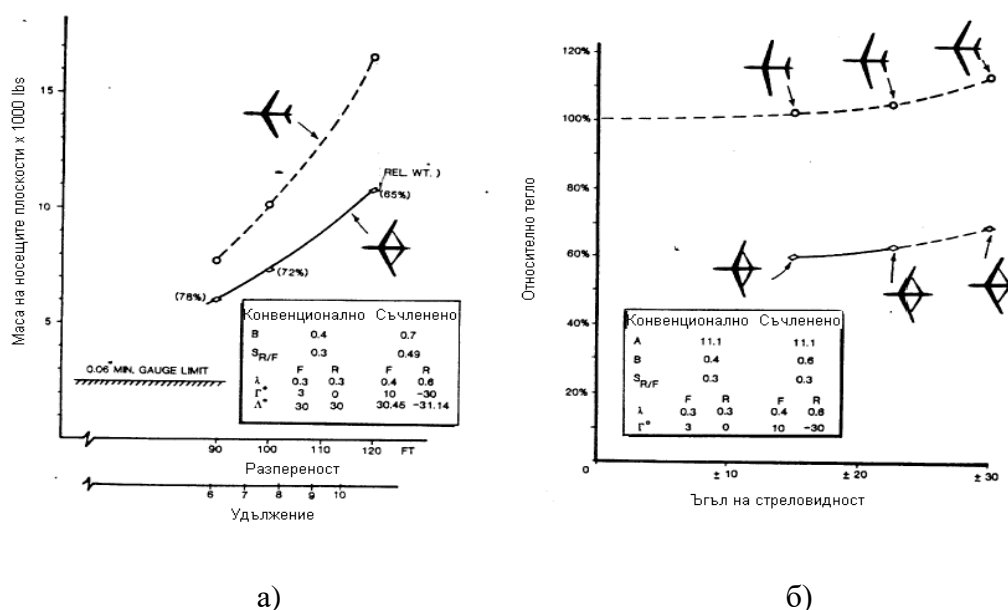 Маса на носещите плоскости x 1000 lbs
15
10
5
REL. WT. )
(65%)
(72%)
(78%)
Конвенционално Съчленено
B 0.4 0.7
S R/F 0.3 0.49
F R F R
λ 0.3 0.3 0.4 0.6
Γ° 3 0 10 -30
Λ° 30 30 30.45 -31.14
0.06" MIN. GAUGE LIMIT
90 100 110 120 FT
Разпереност
6 7 8 9 10
Удължение
а)
Относително тегло
120%
100%
80%
60%
40%
20%
Конвенционално Съчленено
A 11.1 11.1
B 0.4 0.6
S R/F 0.3 0.3
F R F R
λ 0.3 0.3 0.4 0.6
Γ° 3 0 10 -30
0 ± 10 ± 20 ± 30
Ъгъл на стреловидност
б)